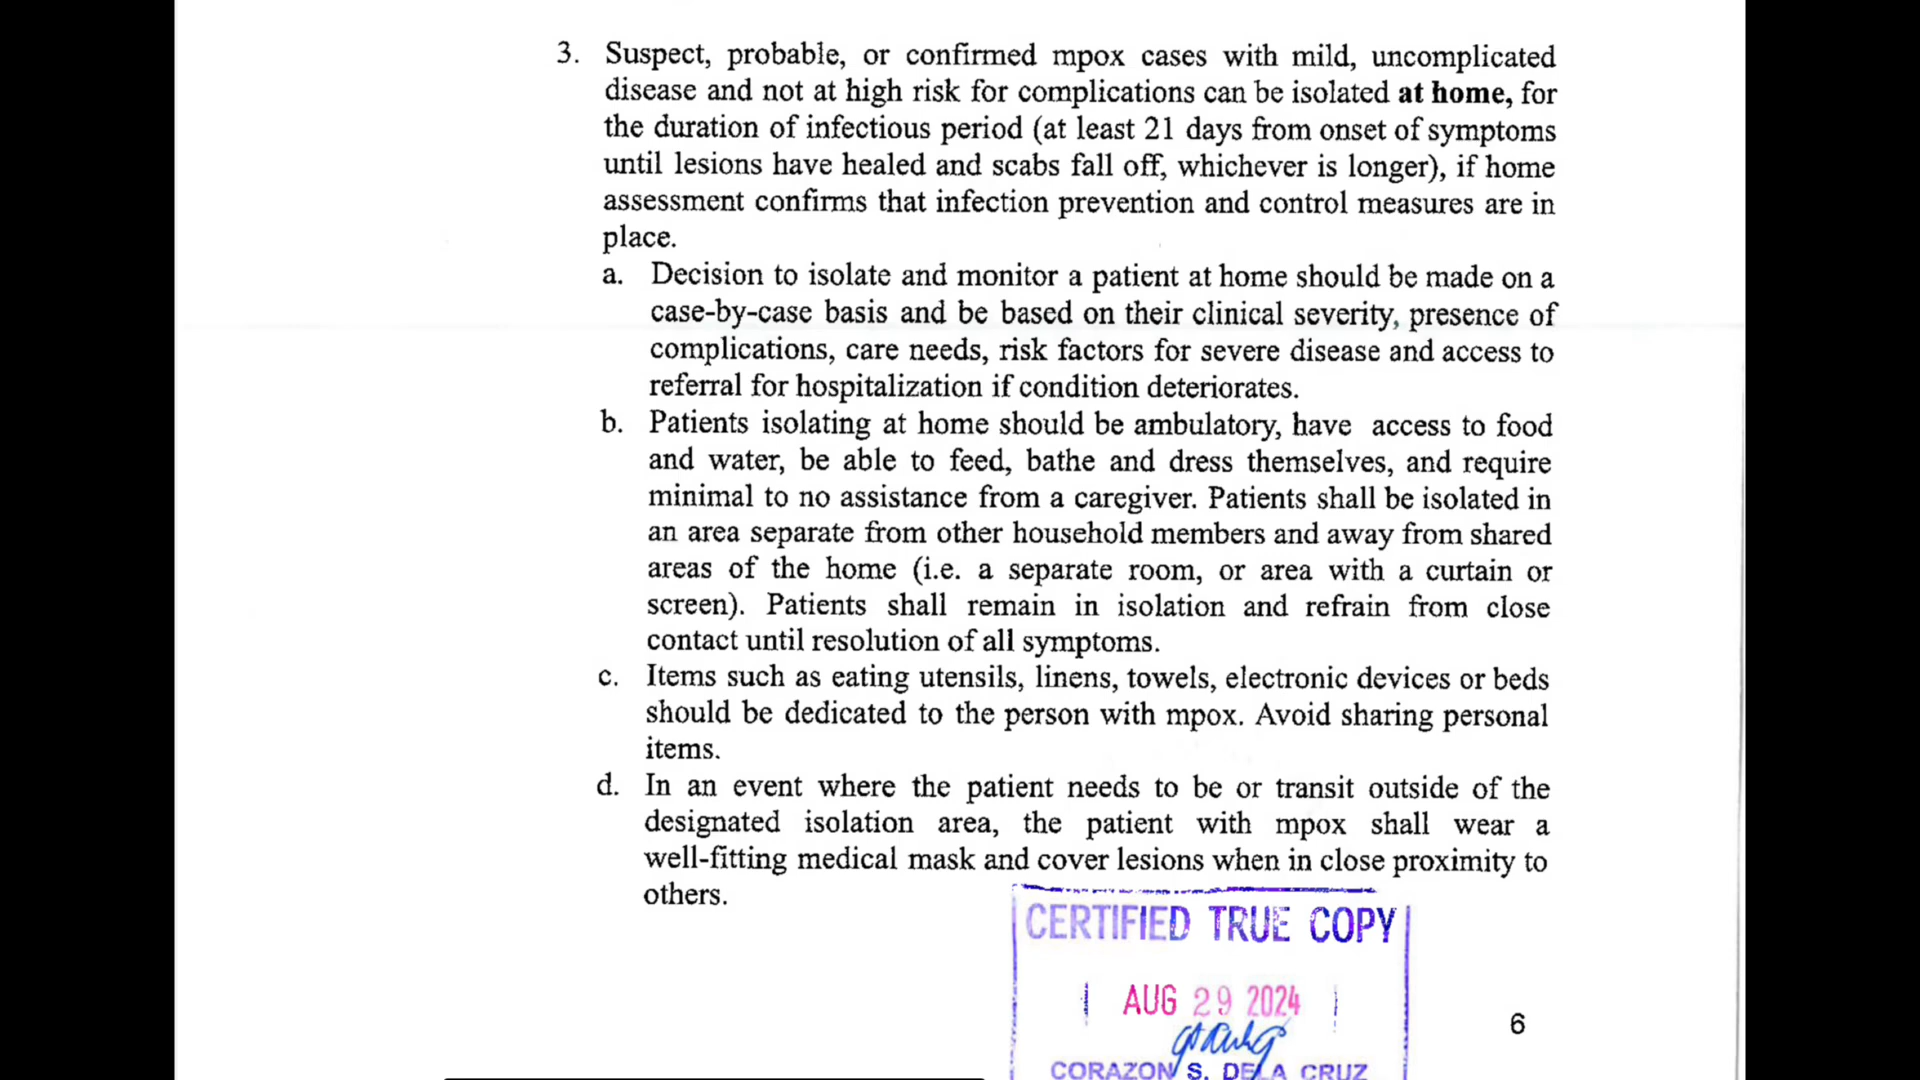 3. Suspect, probable, or confirmed mpox cases with mild, uncomplicated
disease and not at high risk for complications can be isolated at home, for
the duration of infectious period (at least 21 days from onset of symptoms
until lesions have healed and scabs fall off, whichever is longer), if home
assessment confirms that infection prevention and control measures are in
place.
a. Decision to isolate and monitor a patient at home should be made on a
case-by-case basis and be based on their clinical severity, presence of
complications, care needs, risk factors for severe disease and access to
referral for hospitalization if condition deteriorates.
b. Patients isolating at home should be ambulatory, have access to food
and water, be able to feed, bathe and dress themselves, and require
minimal to no assistance from a caregiver. Patients shall be isolated in
an area separate from other household members and away from shared
areas of the home (i.e. a separate room, or area with a curtain or
screen). Patients shall remain in isolation and refrain from close
contact until resolution of all symptoms.
c. Items such as eating utensils, linens, towels, electronic devices or beds
should be dedicated to the person with mpox. Avoid sharing personal
items.
d. In an event where the patient needs to be or transit outside of the
designated isolation area, the patient with mpox shall wear a
well-fitting medical mask and cover lesions when in close proximity to
others.
CERTIFIED TRUE COPY
AUG 29 2024
CORAZON S. DELA CRUZ
6